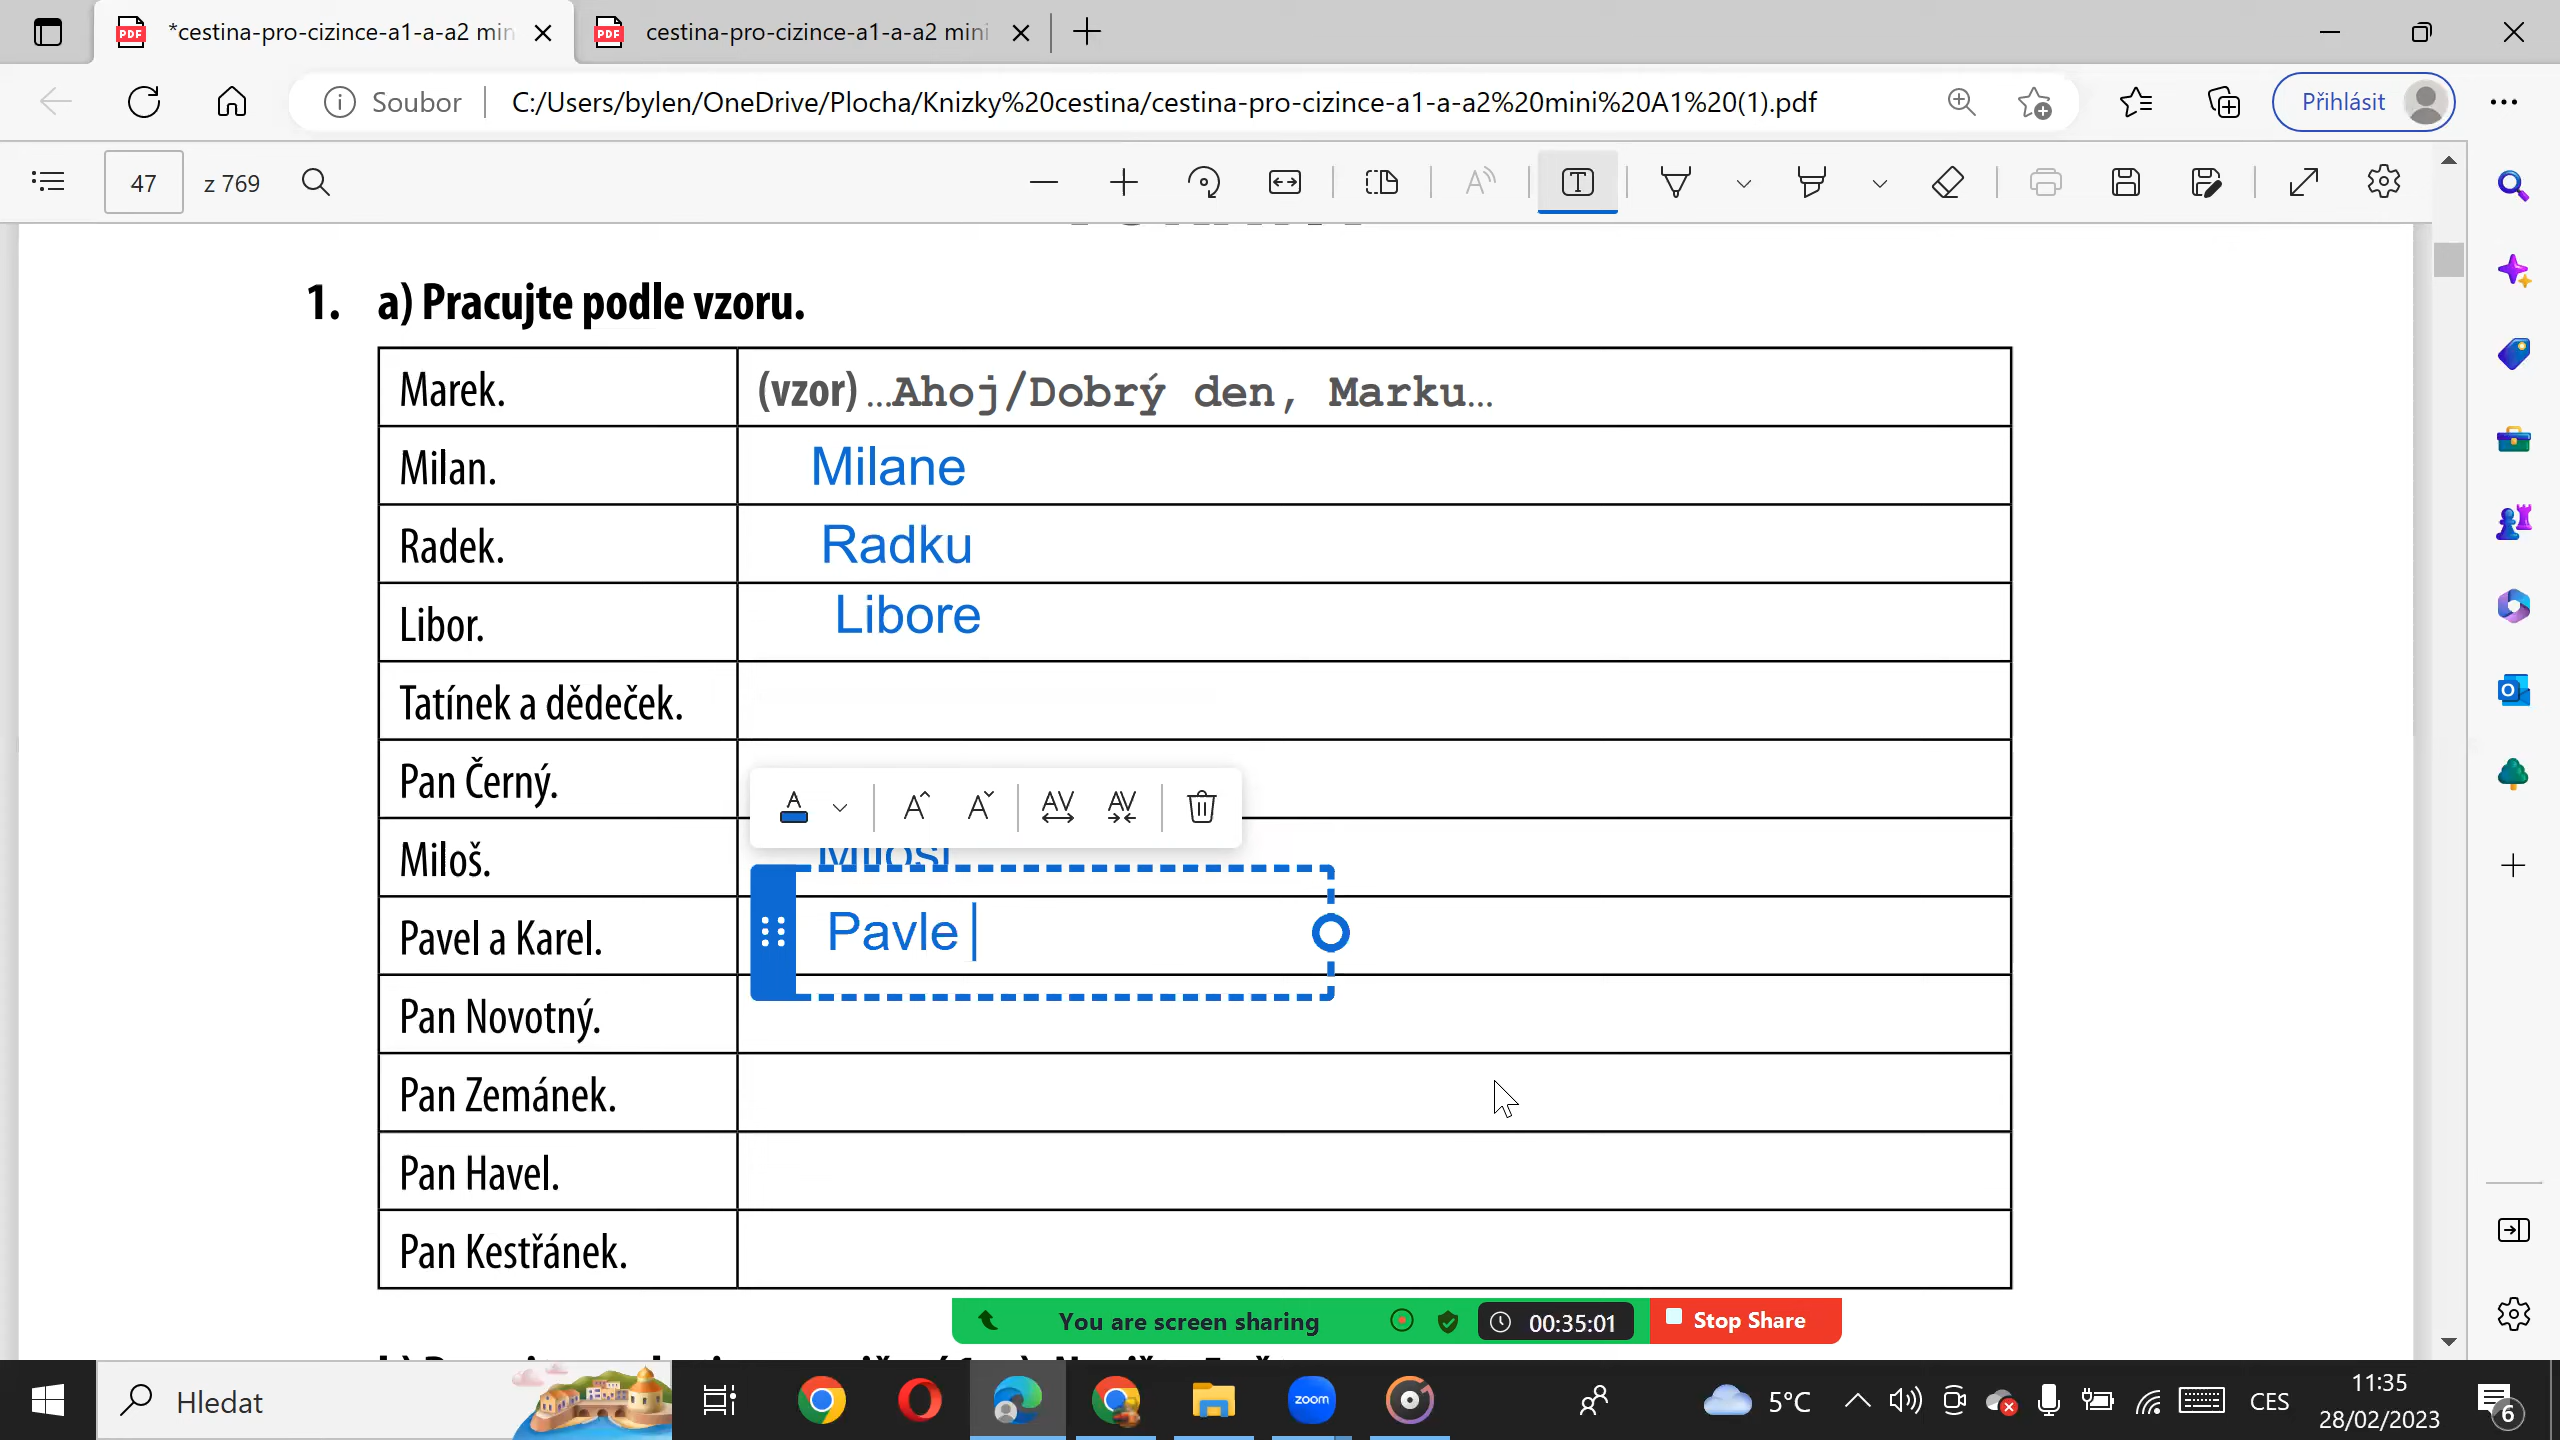 *cestina-pro-cizince-a1-a-a2 min
cestina-pro-cizince-a1-a-a2 mini
Soubor
C:/Users/bylen/OneDrive/Plocha/Knizky%20cestina/cestina-pro-cizince-a1-a-a2%20mini%20A1%20(1).pdf
Přihlásit
47 z 769
1. a) Pracujte podle vzoru.
Marek. (vzor) ...Ahoj/Dobrý den, Marku...
Milan. Milane
Radek. Radku
Libor. Libore
Tatínek a dědeček.
Pan Černý.
Miloš. Miloši
Pavel a Karel. Pavle
Pan Novotný.
Pan Zemánek.
Pan Havel.
Pan Kestřánek.
You are screen sharing 00:35:01 Stop Share
Hledat
zoom
5°C
CES
11:35
28/02/2023
6